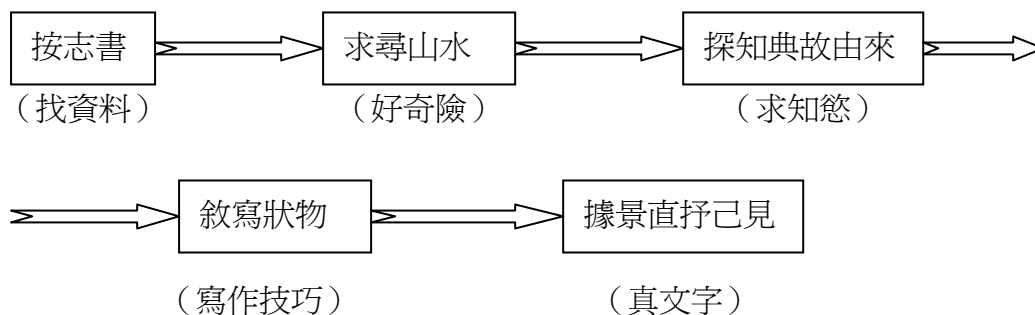 按志書 求尋山水 探知典故由來
（找資料） （好奇險） （求知慾）
敘寫狀物 據景直抒己見
（寫作技巧） （真文字）